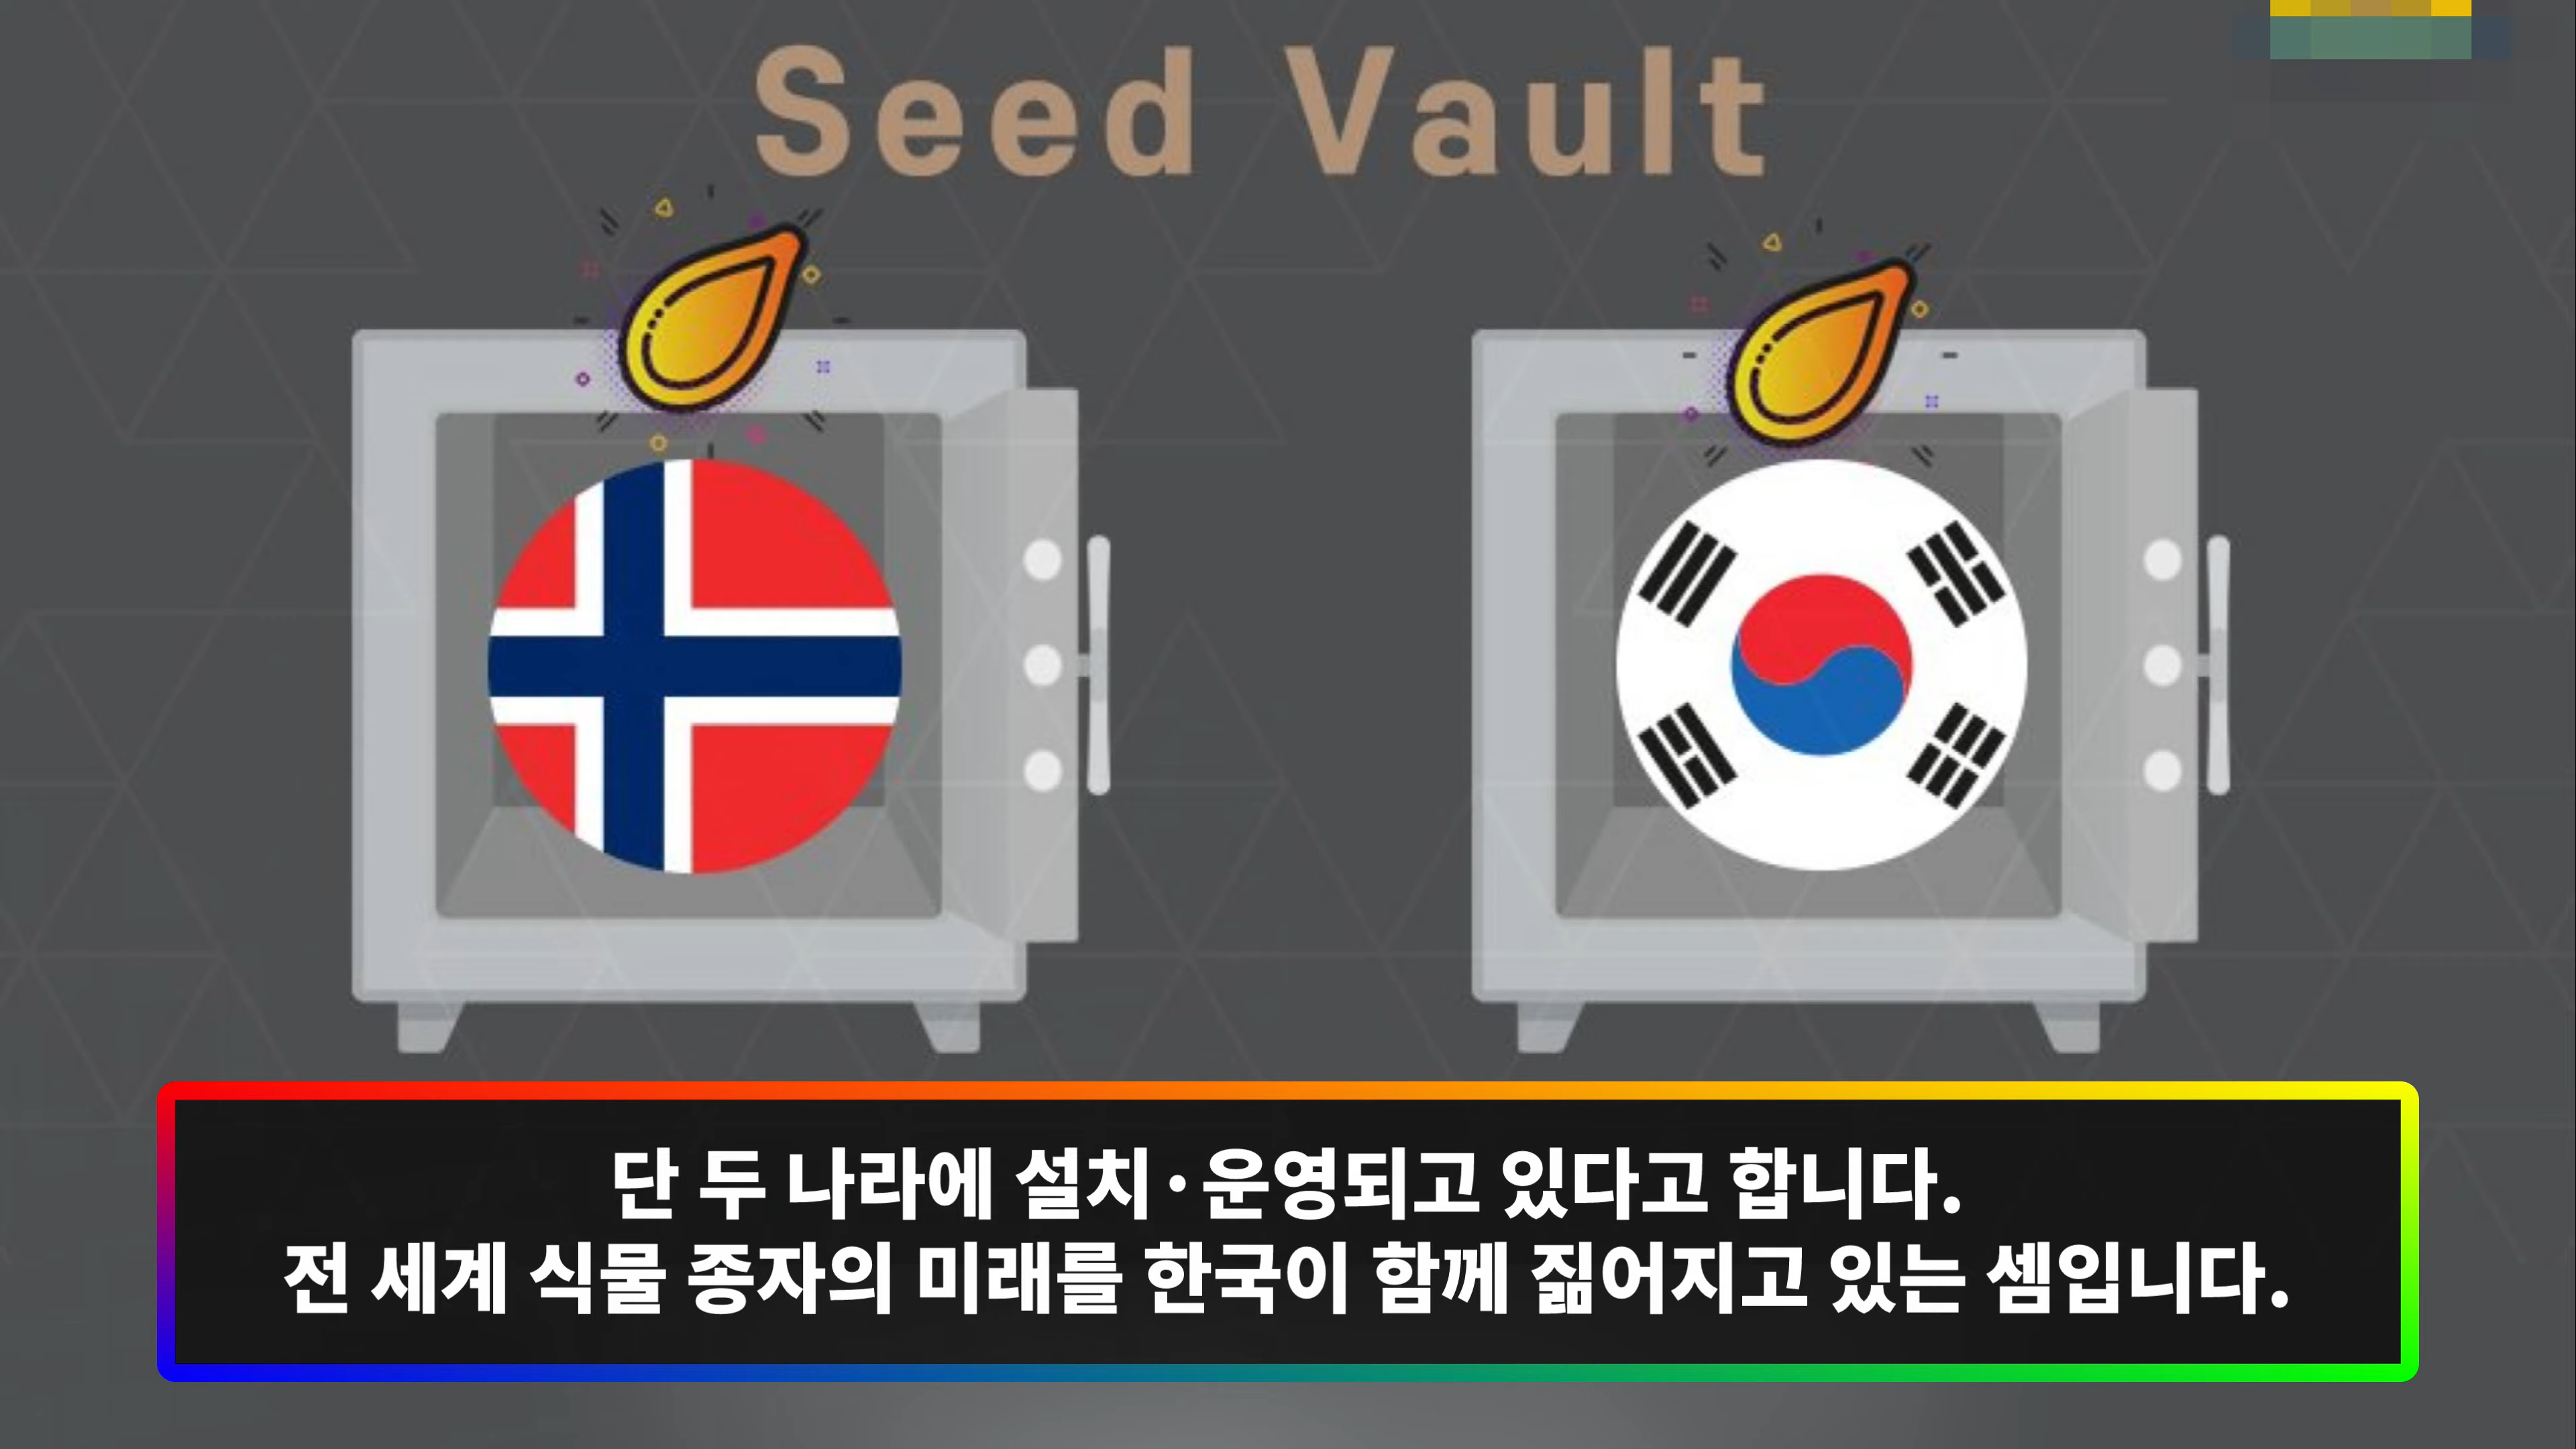 Seed Vault
단 두 나라에 설치·운영되고 있다고 합니다.
전 세계 식물 종자의 미래를 한국이 함께 짊어지고 있는 셈입니다.